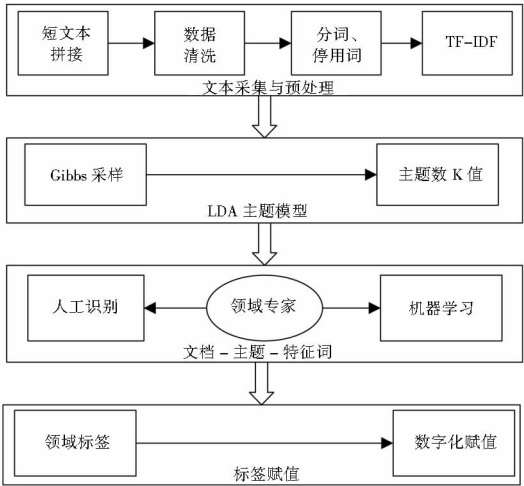 短文本
拼接
数据
清洗
分词、
停用词
TF-IDF
文本采集与预处理
Gibbs 采样
主题数 K 值
LDA 主题模型
人工识别
领域专家
机器学习
文档-主题-特征词
领域标签
数字化赋值
标签赋值